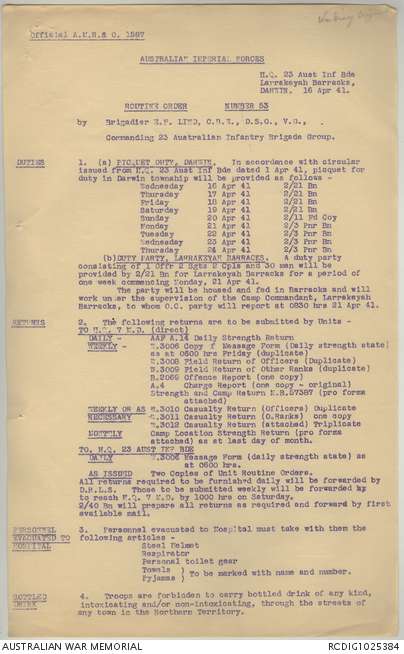 Official A.M.R.& O. 1597
AUSTRALIAN IMPERIAL FORCES
H.Q. 23 Aust Inf Bde
Larrakeyah Barracks,
DARWIN. 16 Apr 41.
ROUTINE ORDER NUMBER 53
by Brigadier E.F. LIND, C.B.E., D.S.O., V.D.,
Commanding 23 Australian Infantry Brigade Group.
DUTIES 1. (a) PICQUET DUTY, DARWIN. In accordance with circular
issued from H.Q. 23 Aust Inf Bde dated 1 Apr 41, picquet for
duty in Darwin township will be provided as follows -
Wednesday 16 Apr 41 2/21 Bn
Thursday 17 Apr 41 2/21 Bn
Friday 18 Apr 41 2/21 Bn
Saturday 19 Apr 41 2/21 Bn
Sunday 20 Apr 41 2/11 Fd Coy
Monday 21 Apr 41 2/3 Pnr Bn
Tuesday 22 Apr 41 2/3 Pnr Bn
Wednesday 23 Apr 41 2/3 Pnr Bn
Thursday 24 Apr 41 2/3 Pnr Bn
(b) DUTY PARTY, LARRAKEYAH BARRACKS. A duty party
consisting of 1 Offr 2 Sgts 2 Cpls and 30 men will be
provided by 2/21 Bn for Larrakeyah Barracks for a period of
one week commencing Monday, 21 Apr 41.
The party will be housed and fed in Barracks and will
work under the supervision of the Camp Commandant, Larrakeyah
Barracks, to whom O.C. party will report at 0830 hrs 21 Apr 41.
RETURNS 2. The following returns are to be submitted by Units -
TO H.Q. 7 M.D. (direct)
DAILY - AAF A.14 Daily Strength Return
WEEKLY - W.3006 Copy of Message Form (Daily strength state)
as at 0600 hrs Friday (duplicate)
W.3008 Field Return of Officers (Duplicate)
W.3009 Field Return of Other Ranks (duplicate)
B.2069 Offence Report (one copy)
A.4 Charge Report (one copy - original)
Strength and Camp Return M.B.57387 (pro forma
attached)
WEEKLY OR AS W.3010 Casualty Return (Officers) Duplicate
NECESSARY W.3011 Casualty Return (O.Ranks) one copy
W.3012 Casualty Return (attached) Triplicate
MONTHLY Camp Location Strength Return (pro forma
attached) as at last day of month.
TO. H.Q. 23 AUST INF BDE
DAILY W.3006 Message Form (daily strength state) as
at 0600 hrs.
AS ISSUED Two Copies of Unit Routine Orders.
All returns required to be furnished daily will be forwarded by
D.R.L.S. Those to be submitted weekly will be forwarded by
to reach H.Q. 7 M.D. by 1000 hrs on Saturday.
2/40 Bn will prepare all returns as required and forward by first
available mail.
PERSONNEL 3. Personnel evacuated to Hospital must take with them the
EVACUATED TO following articles -
HOSPITAL Steel Helmet
Respirator
Personal toilet gear
Towels )
Pyjamas ) To be marked with name and number.
BOTTLED 4. Troops are forbidden to carry bottled drink of any kind,
DRINK intoxicating and/or non-intoxicating, through the streets of
any town in the Northern Territory.
AUSTRALIAN WAR MEMORIAL RCDIG1025384